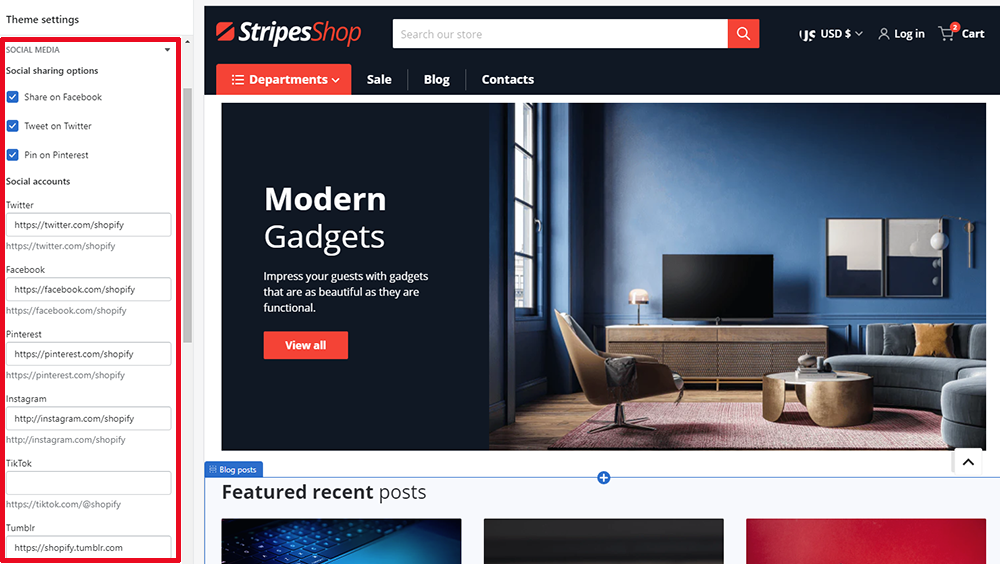 Theme settings
SOCIAL MEDIA
Social sharing options
Share on Facebook
Tweet on Twitter
Pin on Pinterest
Social accounts
Twitter
https://twitter.com/shopify
https://twitter.com/shopify
Facebook
https://facebook.com/shopify
https://facebook.com/shopify
Pinterest
https://pinterest.com/shopify
https://pinterest.com/shopify
Instagram
http://instagram.com/shopify
http://instagram.com/shopify
TikTok
https://tiktok.com/@shopify
Tumblr
https://shopify.tumblr.com
StripesShop
Search our store
USD $
Log in
2
Cart
Departments
Sale
Blog
Contacts
Modern
Gadgets
Impress your guests with gadgets
that are as beautiful as they are
functional.
View all
Blog posts
Featured recent posts